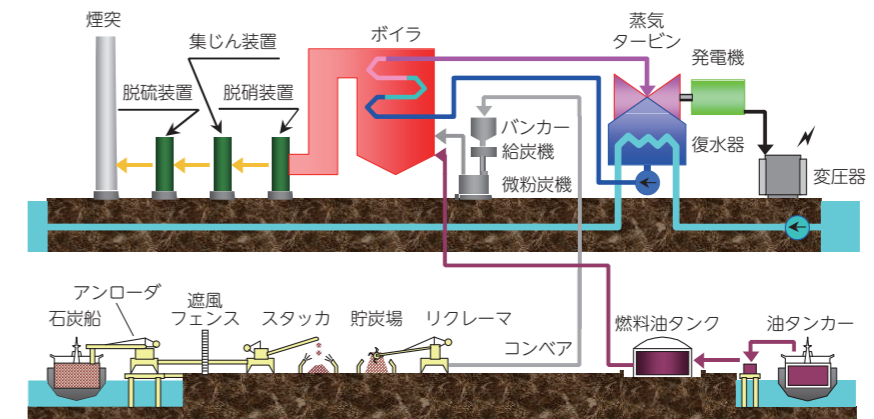 煙突
集じん装置
脱硫装置
脱硝装置
ボイラ
蒸気
タービン
発電機
バンカー
給炭機
微粉炭機
復水器
変圧器
アンローダ
石炭船
遮風
フェンス
スタッカ
貯炭場
リクレーマ
コンベア
燃料油タンク
油タンカー